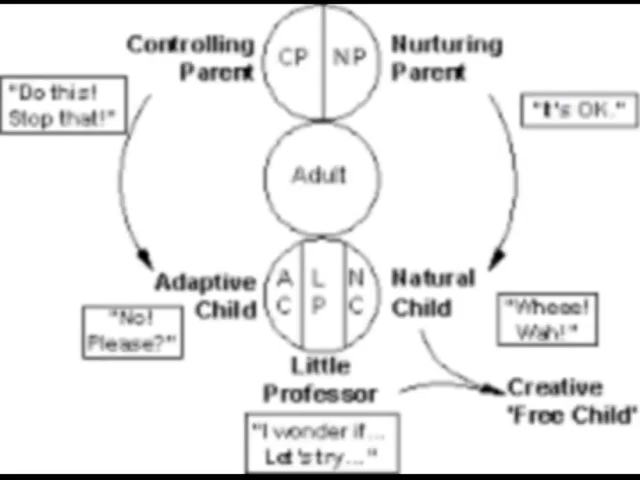 Controlling
Parent
CP
NP
Nurturing
Parent
"Do this!
Stop that!"
"It's OK."
Adult
Adaptive
Child
A
C
L
P
N
C
Natural
Child
"No!
Please?"
"Wheee!
Wah!"
Little
Professor
Creative
'Free Child'
"I wonder if...
Let's try..."